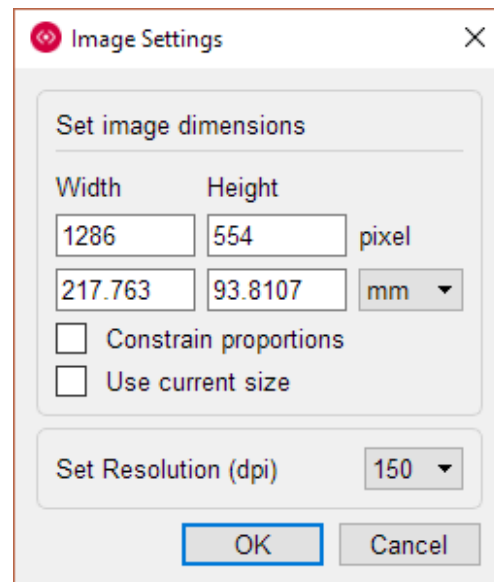 Image Settings
Set image dimensions
Width Height
1286 554 pixel
217.763 93.8107 mm
Constrain proportions
Use current size
Set Resolution (dpi) 150
OK Cancel